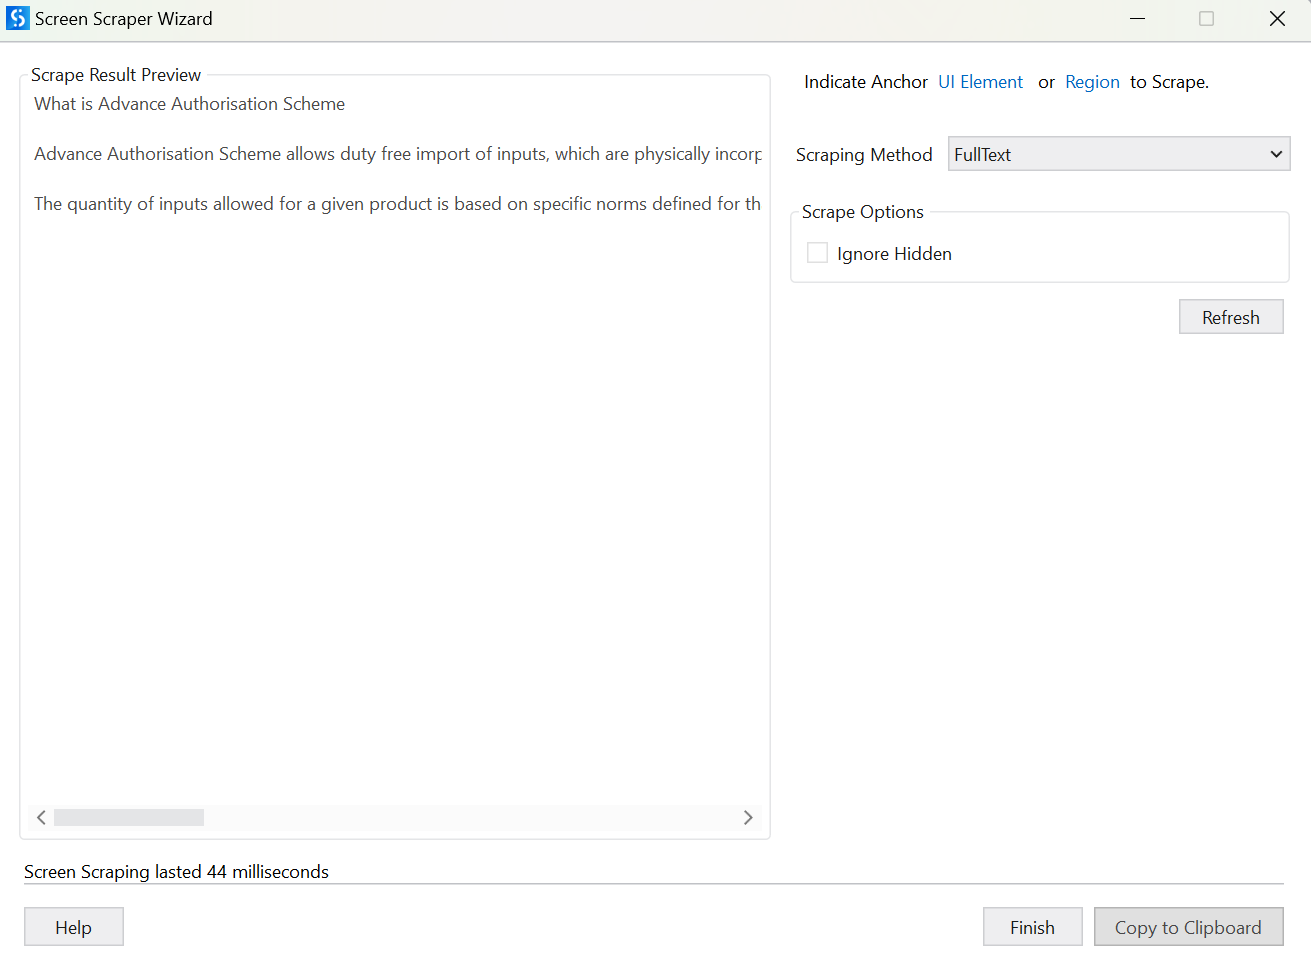 Screen Scraper Wizard
Scrape Result Preview
What is Advance Authorisation Scheme
Advance Authorisation Scheme allows duty free import of inputs, which are physically incorp
The quantity of inputs allowed for a given product is based on specific norms defined for th
Indicate Anchor UI Element or Region to Scrape.
Scraping Method FullText
Scrape Options
Ignore Hidden
Refresh
Screen Scraping lasted 44 milliseconds
Help Finish Copy to Clipboard